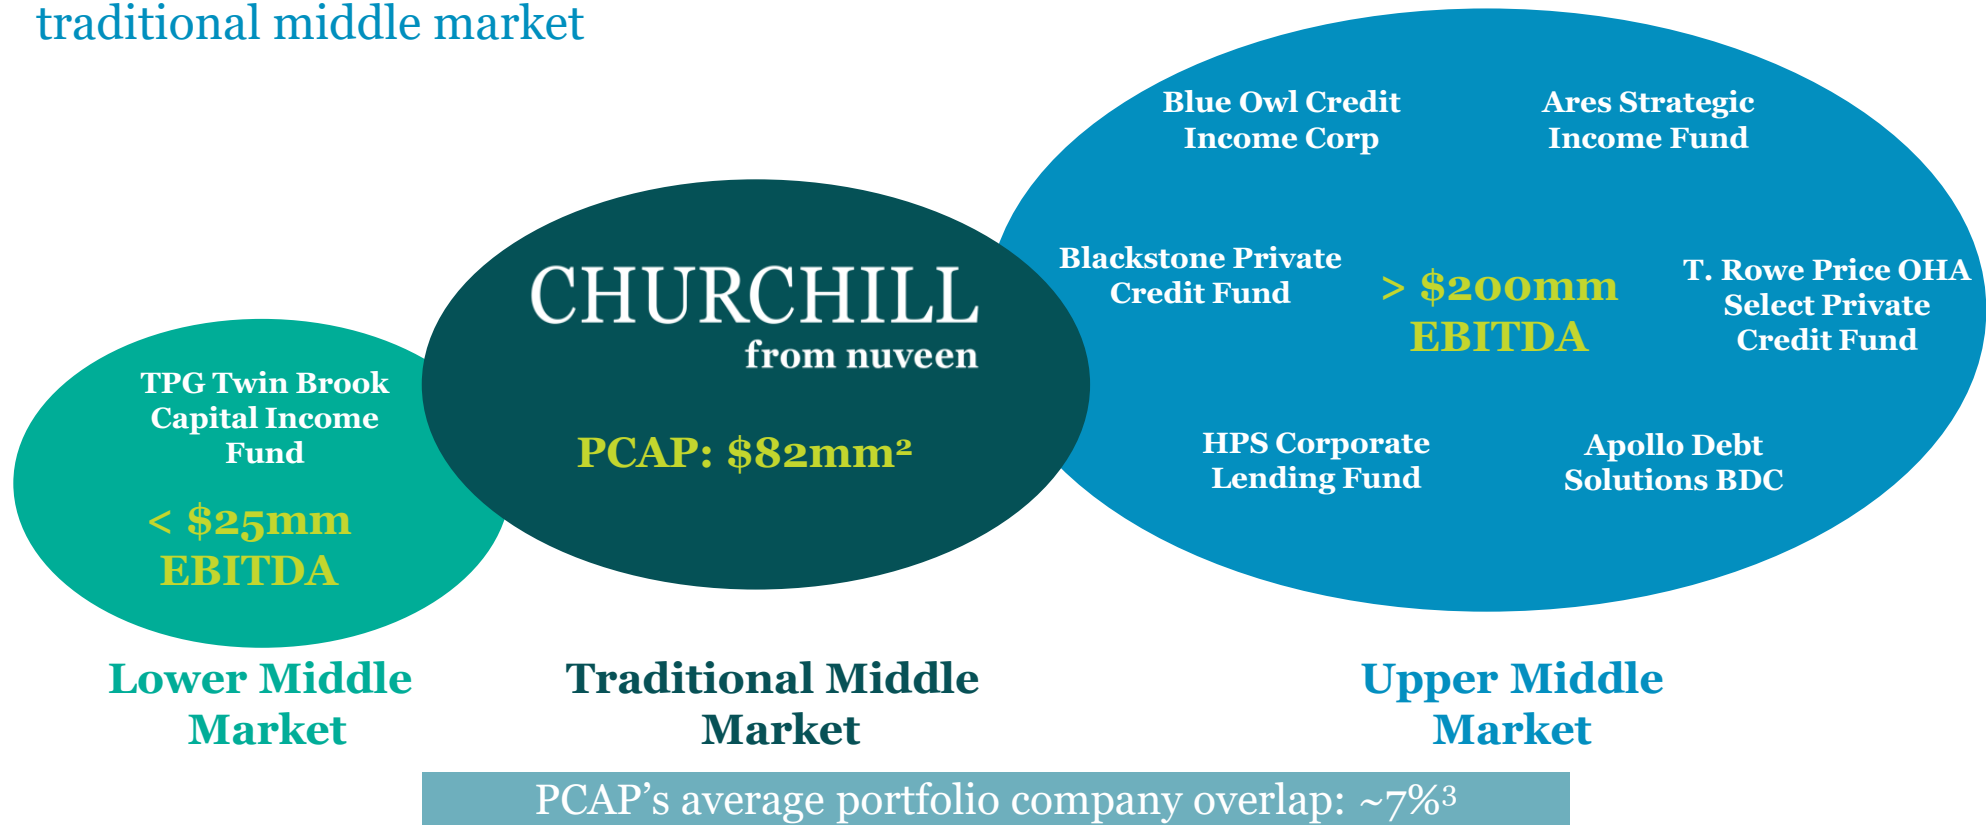 traditional middle market
TPG Twin Brook
Capital Income
Fund
< $25mm
EBITDA
CHURCHILL
from nuveen
PCAP: $82mm²
Blue Owl Credit
Income Corp
Ares Strategic
Income Fund
Blackstone Private
Credit Fund
> $200mm
EBITDA
T. Rowe Price OHA
Select Private
Credit Fund
HPS Corporate
Lending Fund
Apollo Debt
Solutions BDC
Lower Middle
Market
Traditional Middle
Market
Upper Middle
Market
PCAP’s average portfolio company overlap: ~7%³